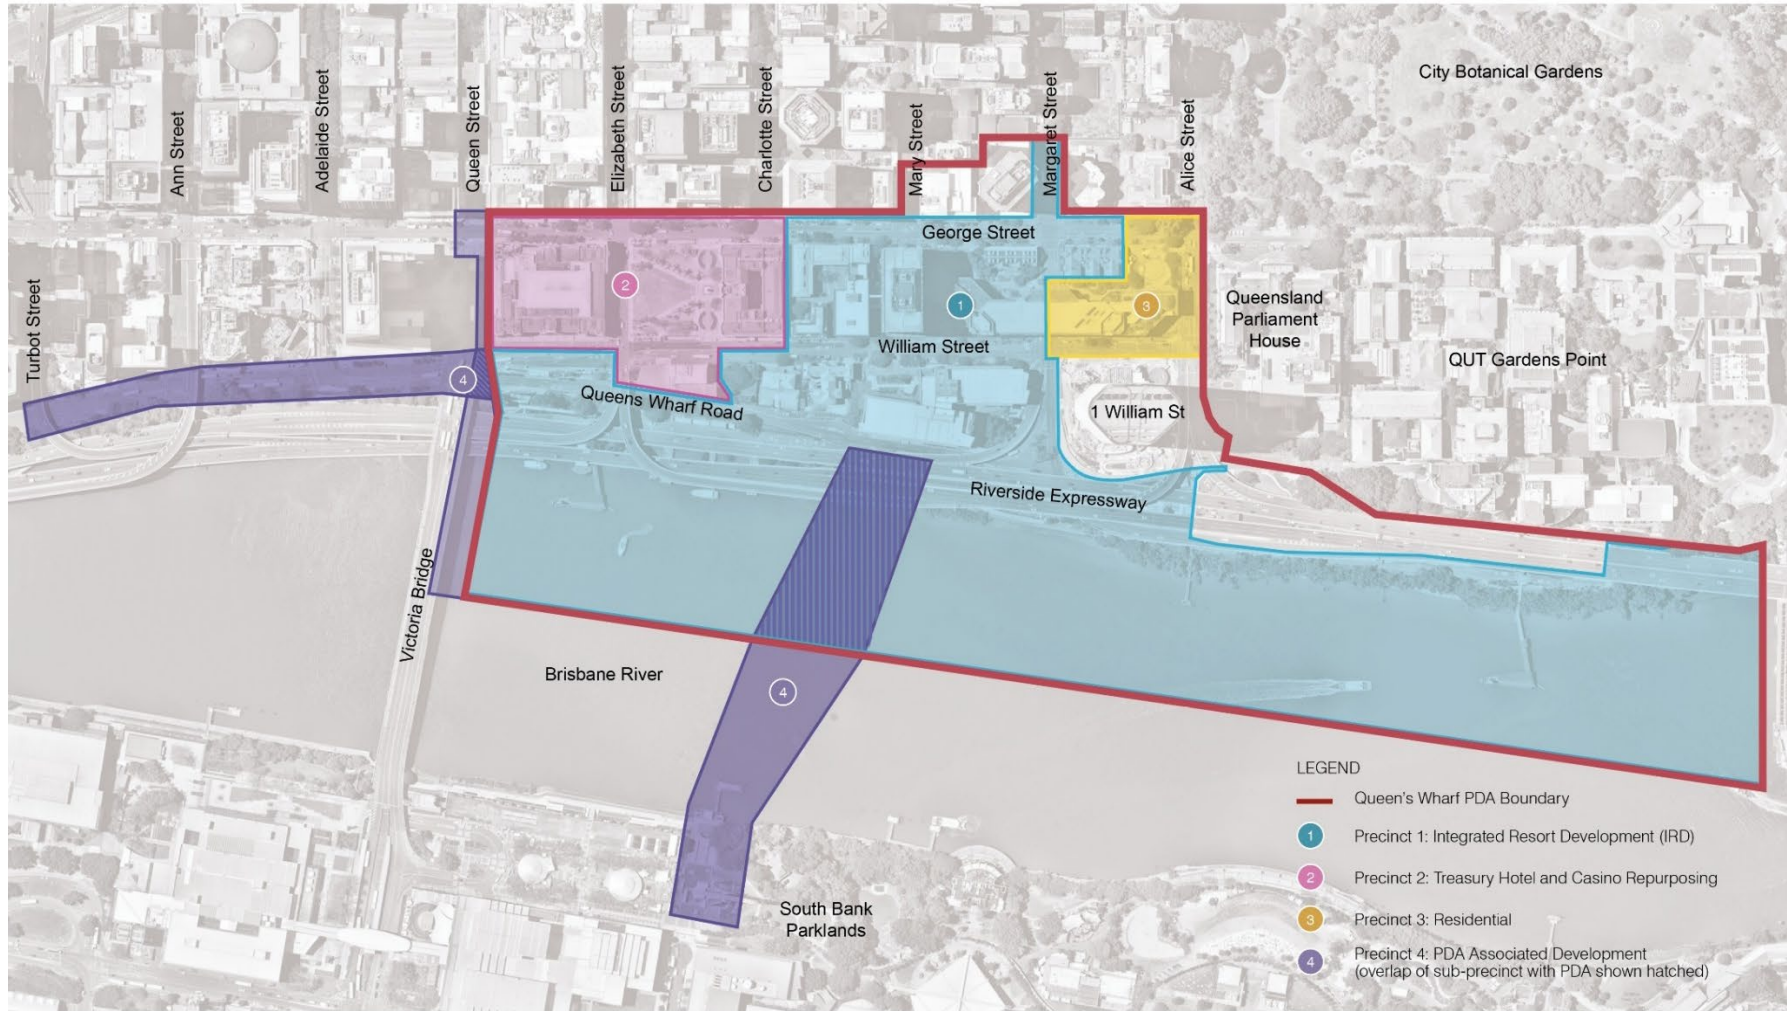 City Botanical Gardens
Ann Street
Adelaide Street
Queen Street
Elizabeth Street
Charlotte Street
Mary Street
Margaret Street
Alice Street
George Street
Turbot Street
2
1
3
Queensland
Parliament
House
William Street
QUT Gardens Point
4
Queens Wharf Road
1 William St
Riverside Expressway
Victoria Bridge
Brisbane River
4
South Bank
Parklands
LEGEND
Queen's Wharf PDA Boundary
1 Precinct 1: Integrated Resort Development (IRD)
2 Precinct 2: Treasury Hotel and Casino Repurposing
3 Precinct 3: Residential
4 Precinct 4: PDA Associated Development
(overlap of sub-precinct with PDA shown hatched)